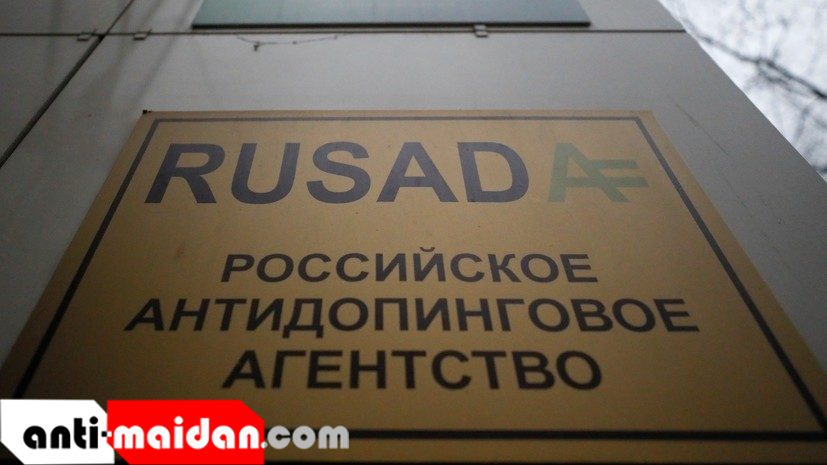 RUSADA
РОССИЙСКОЕ
АНТИДОПИНГОВОЕ
АГЕНТСТВО
anti-maidan.com